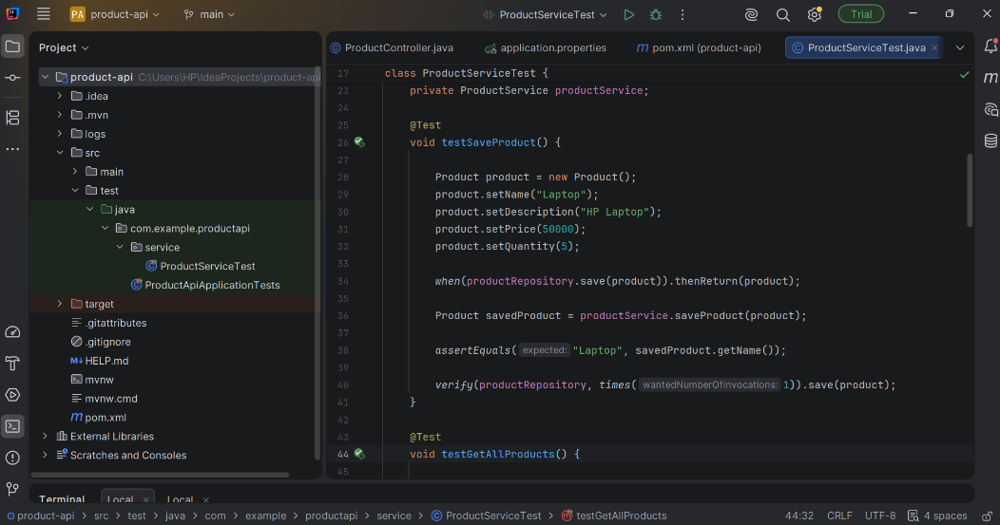 PA product-api main ProductServiceTest Trial
Project
ProductController.java application.properties pom.xml (product-api) ProductServiceTest.java
product-api C:\Users\HP\IdeaProjects\product-api
.idea
.mvn
logs
src
main
test
java
com.example.productapi
service
ProductServiceTest
ProductApiApplicationTests
target
.gitattributes
.gitignore
M↓ HELP.md
mvnw
mvnw.cmd
m pom.xml
External Libraries
Scratches and Consoles
17 class ProductServiceTest {
23 private ProductService productService;
24
25 @Test
26 void testSaveProduct() {
27
28 Product product = new Product();
29 product.setName("Laptop");
30 product.setDescription("HP Laptop");
31 product.setPrice(50000);
32 product.setQuantity(5);
33
34 when(productRepository.save(product)).thenReturn(product);
35
36 Product savedProduct = productService.saveProduct(product);
37
38 assertEquals( expected: "Laptop", savedProduct.getName());
39
40 verify(productRepository, times( wantedNumberOfInvocations: 1)).save(product);
41 }
42
43 @Test
44 void testGetAllProducts() {
45
Terminal Local × Local ×
product-api > src > test > java > com > example > productapi > service > ProductServiceTest > testGetAllProducts 44:32 CRLF UTF-8 4 spaces